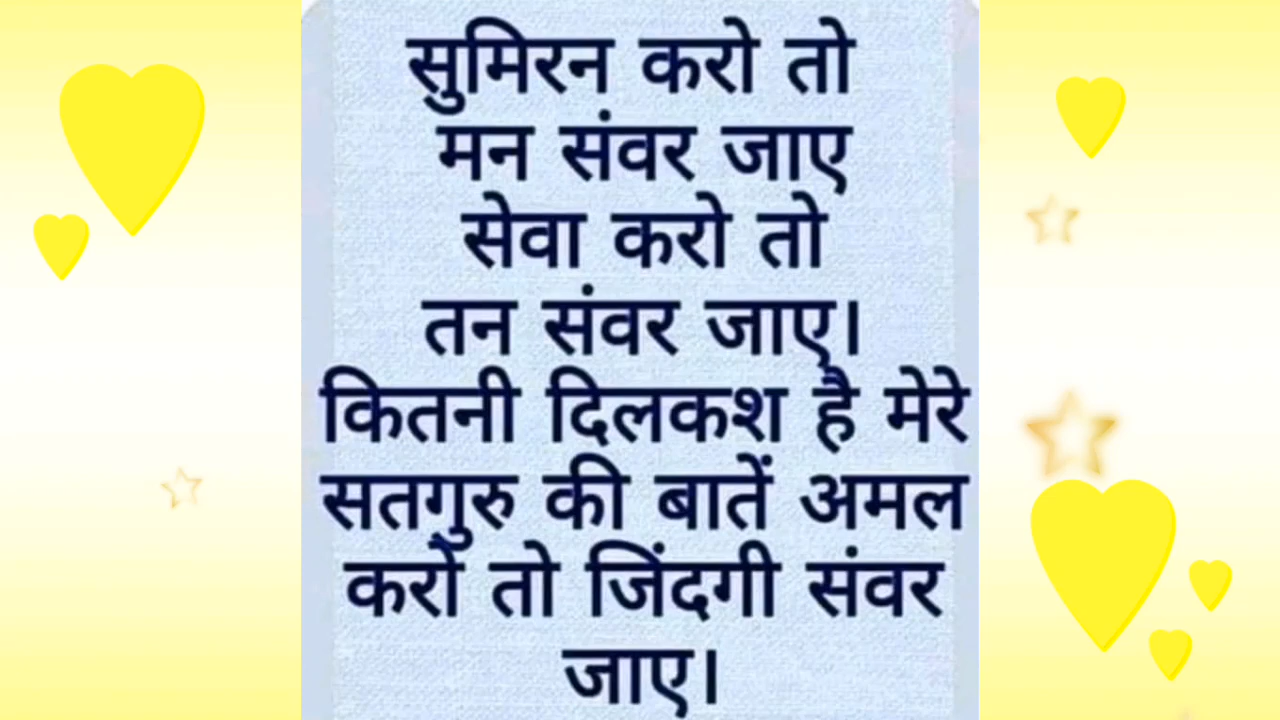 सुमिरन करो तो
मन संवर जाए
सेवा करो तो
तन संवर जाए।
कितनी दिलकश है मेरे
सतगुरु की बातें अमल
करो तो जिंदगी संवर
जाए।